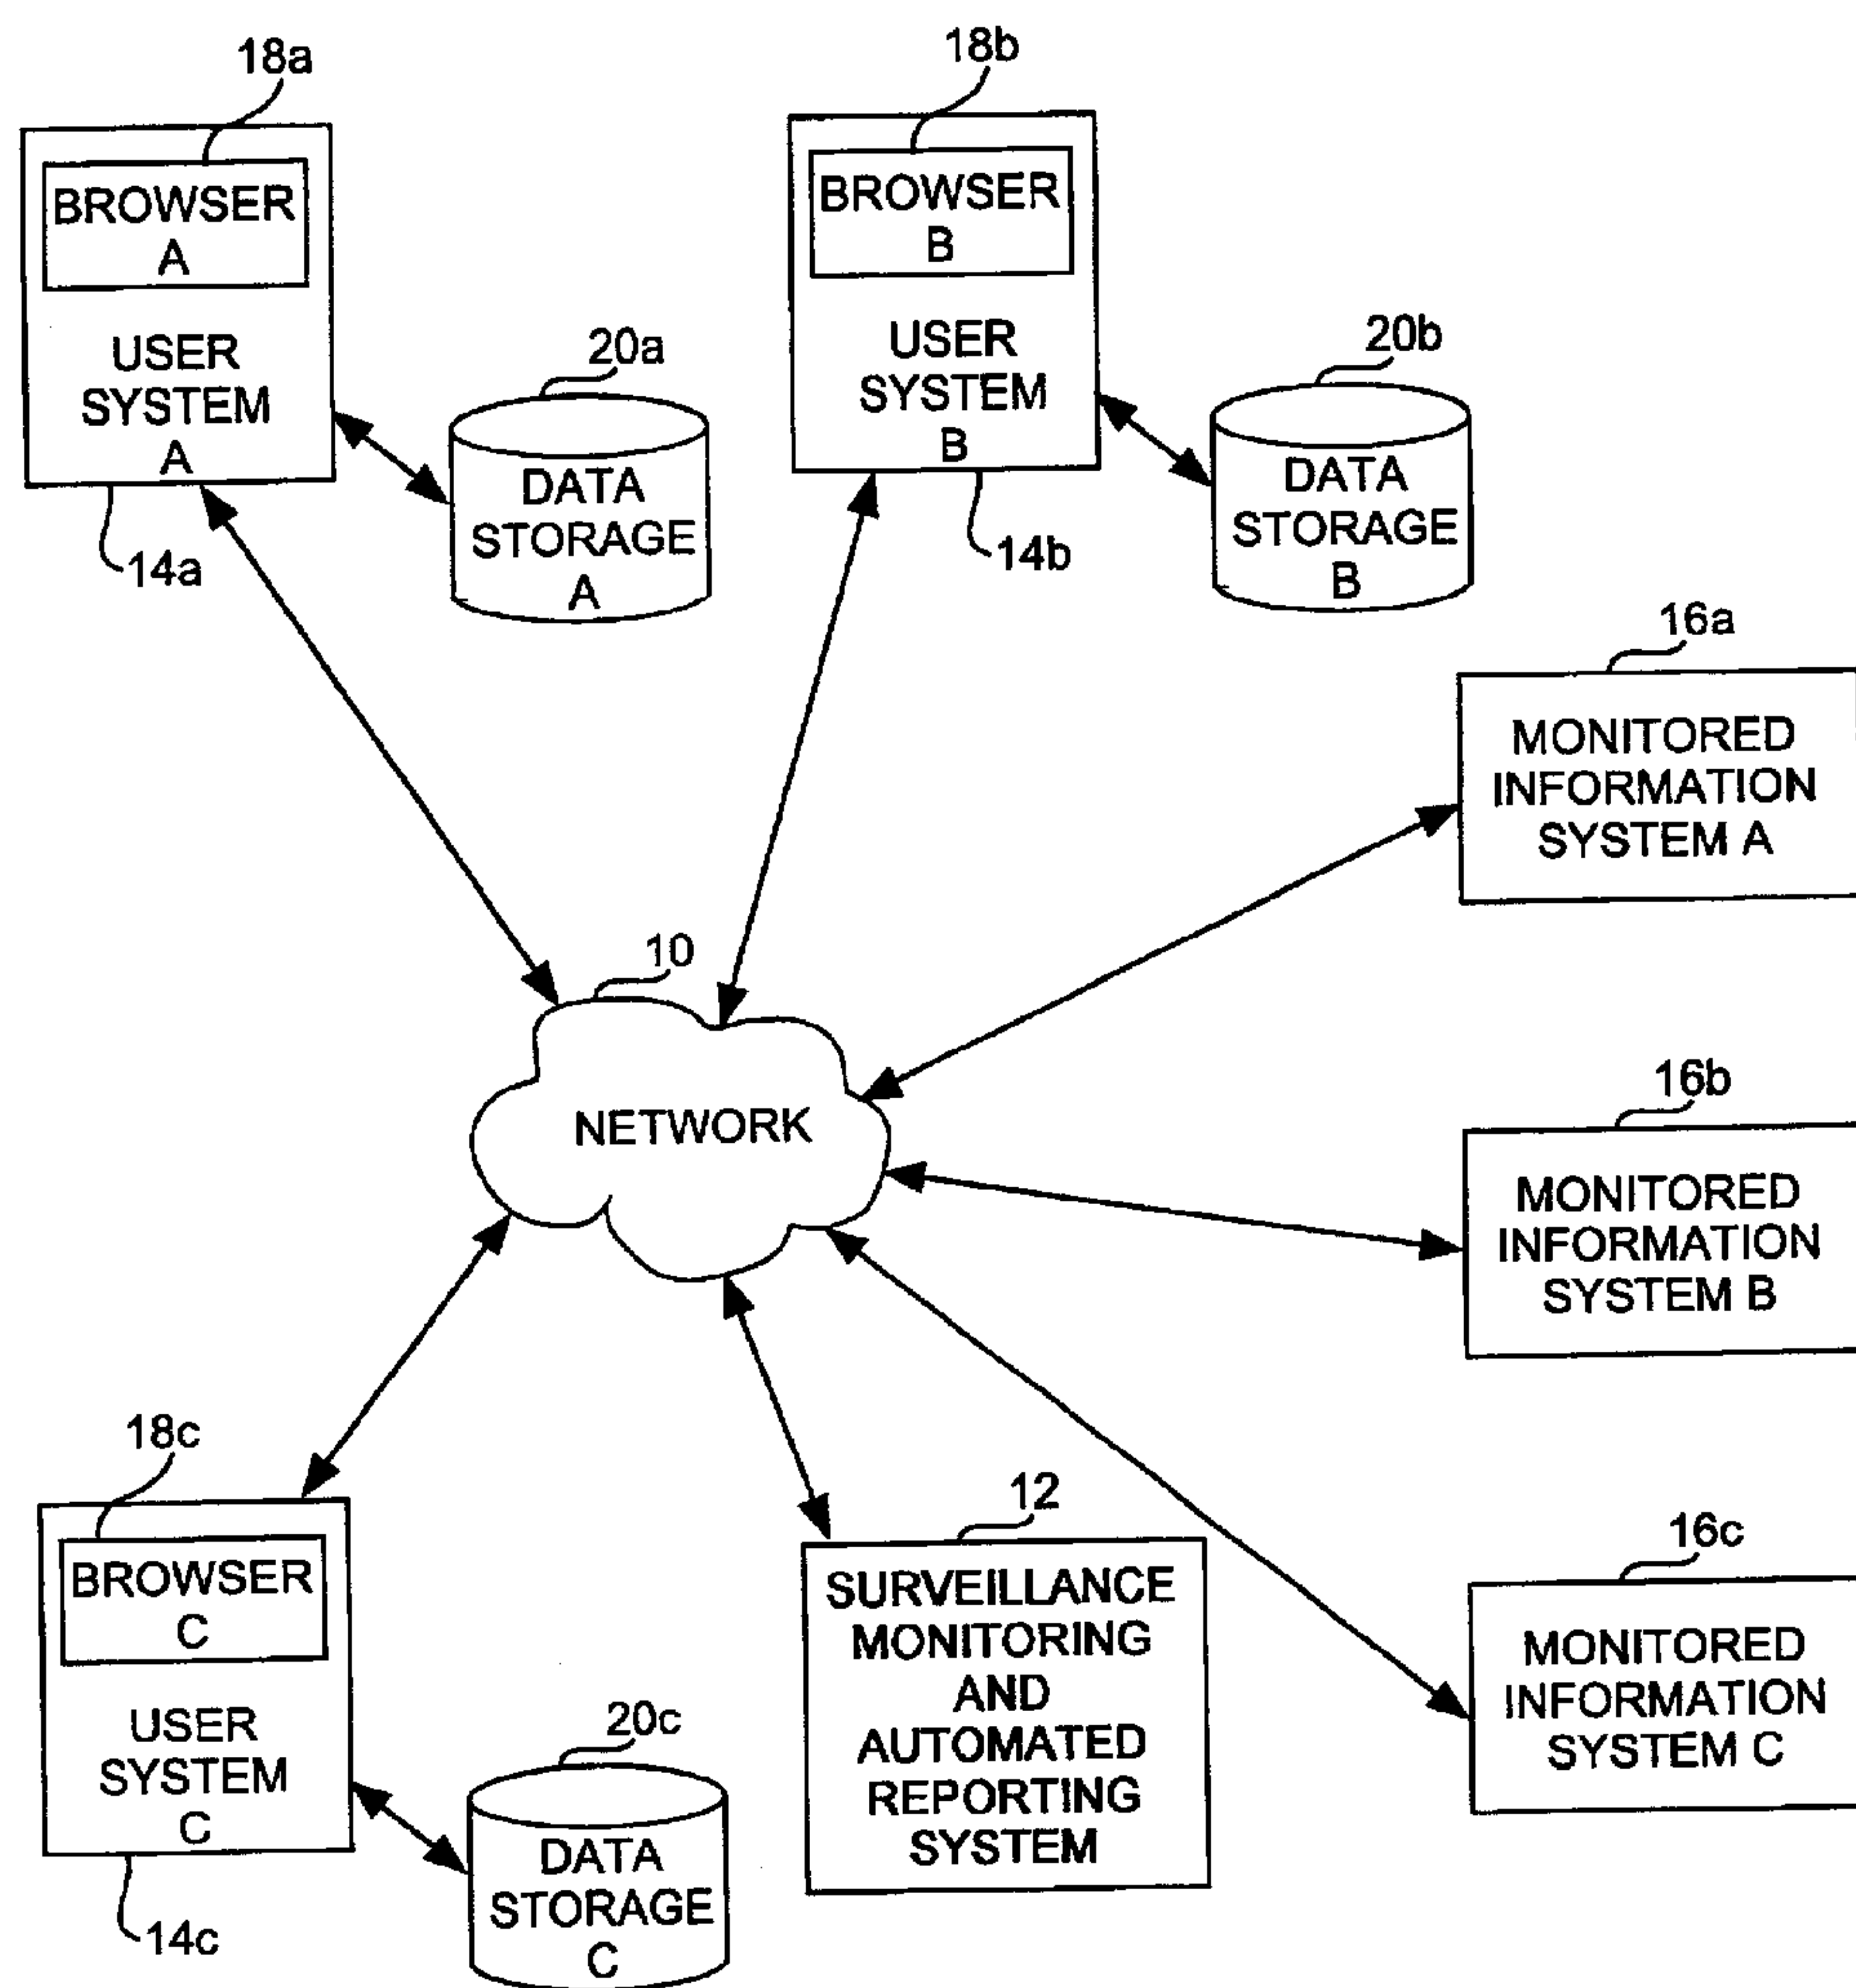 18a
BROWSER
A
USER
SYSTEM
A
14a
20a
DATA
STORAGE
A
18b
BROWSER
B
USER
SYSTEM
B
14b
20b
DATA
STORAGE
B
16a
MONITORED
INFORMATION
SYSTEM A
10
NETWORK
16b
MONITORED
INFORMATION
SYSTEM B
18c
BROWSER
C
USER
SYSTEM
C
14c
20c
DATA
STORAGE
C
12
SURVEILLANCE
MONITORING
AND
AUTOMATED
REPORTING
SYSTEM
16c
MONITORED
INFORMATION
SYSTEM C